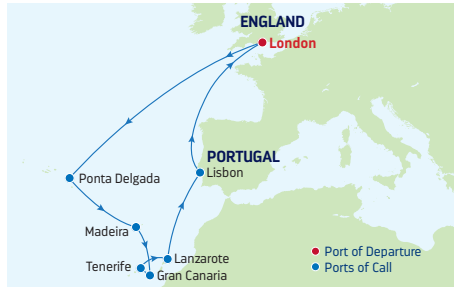 ENGLAND
London
PORTUGAL
Lisbon
Ponta Delgada
Madeira
Tenerife
Lanzarote
Gran Canaria
Port of Departure
Ports of Call